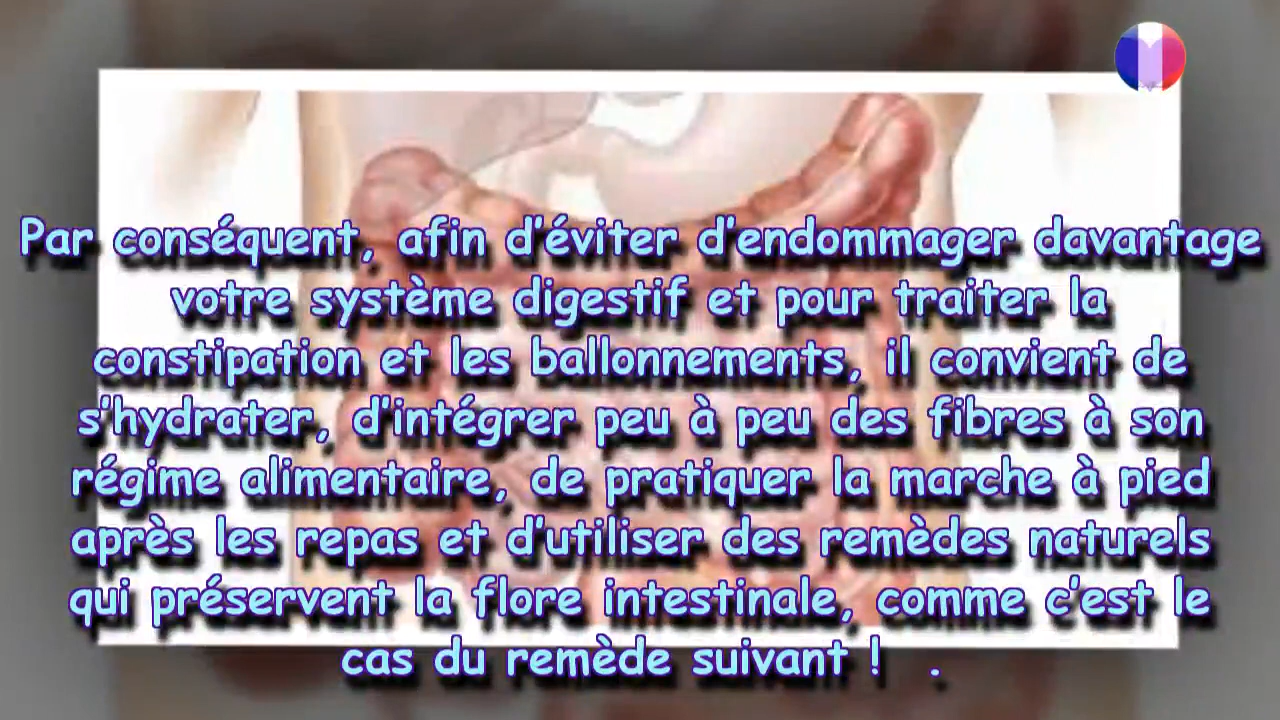 Par conséquent, afin d'éviter d'endommager davantage
votre système digestif et pour traiter la
constipation et les ballonnements, il convient de
s'hydrater, d'intégrer peu à peu des fibres à son
régime alimentaire, de pratiquer la marche à pied
après les repas et d'utiliser des remèdes naturels
qui préservent la flore intestinale, comme c'est le
cas du remède suivant ! .